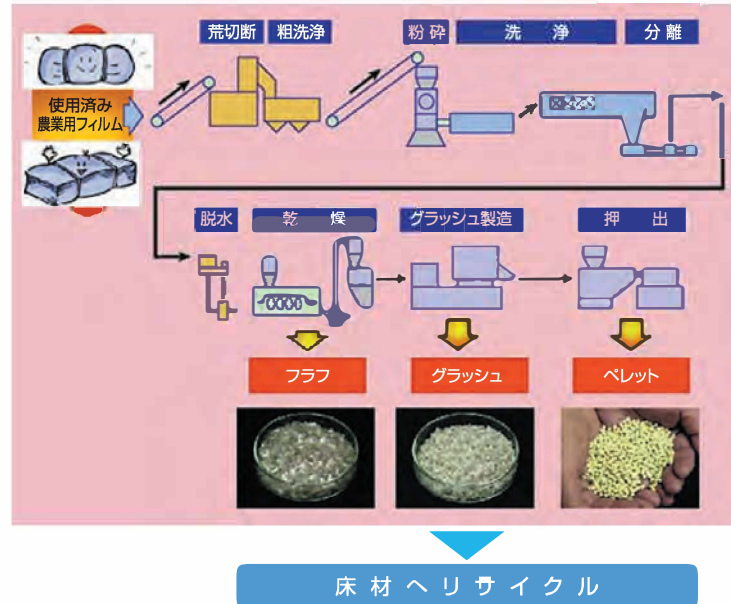 荒切断 粗洗浄 粉砕 洗浄 分離
使用済み
農業用フィルム
脱水 乾燥 グラッシュ製造 押出
フラフ グラッシュ ペレット
床材へリサイクル